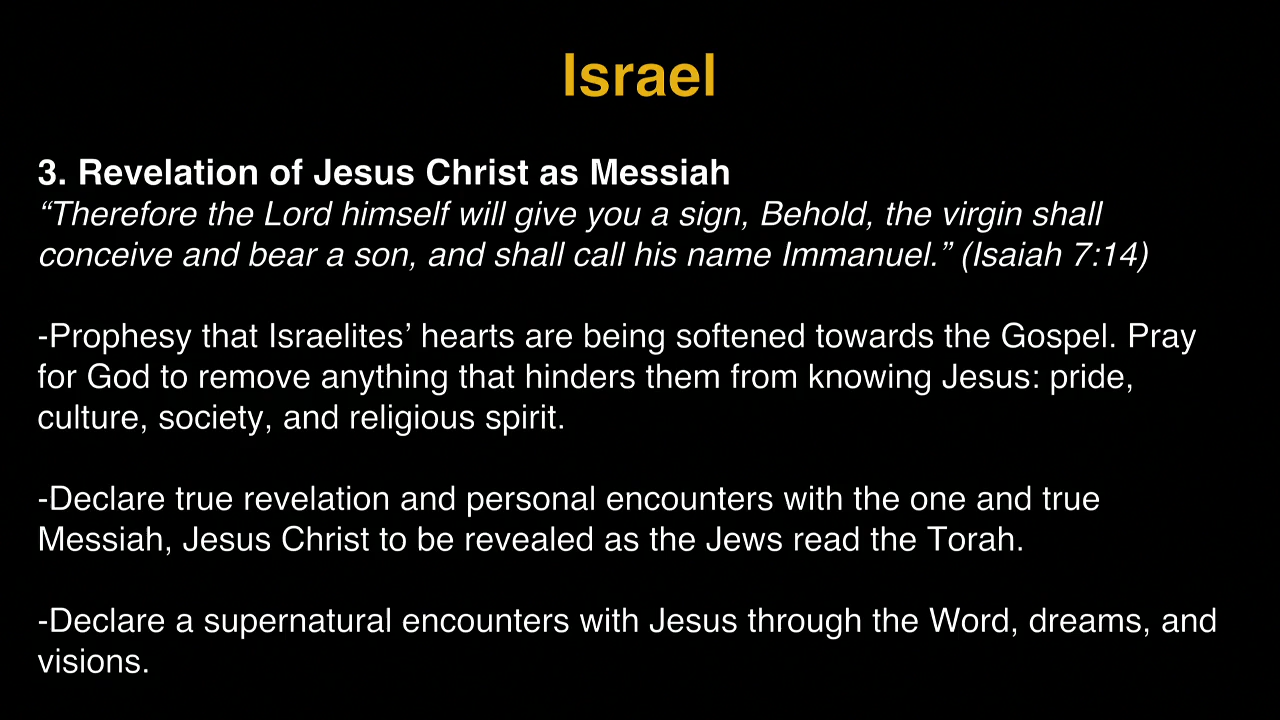 Israel
3. Revelation of Jesus Christ as Messiah
“Therefore the Lord himself will give you a sign, Behold, the virgin shall
conceive and bear a son, and shall call his name Immanuel.” (Isaiah 7:14)
-Prophesy that Israelites’ hearts are being softened towards the Gospel. Pray
for God to remove anything that hinders them from knowing Jesus: pride,
culture, society, and religious spirit.
-Declare true revelation and personal encounters with the one and true
Messiah, Jesus Christ to be revealed as the Jews read the Torah.
-Declare a supernatural encounters with Jesus through the Word, dreams, and
visions.